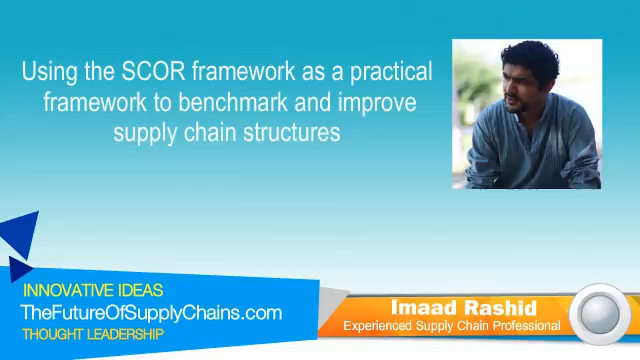 Using the SCOR framework as a practical
framework to benchmark and improve
supply chain structures
INNOVATIVE IDEAS
TheFutureOfSupplyChains.com
THOUGHT LEADERSHIP
Imaad Rashid
Experienced Supply Chain Professional